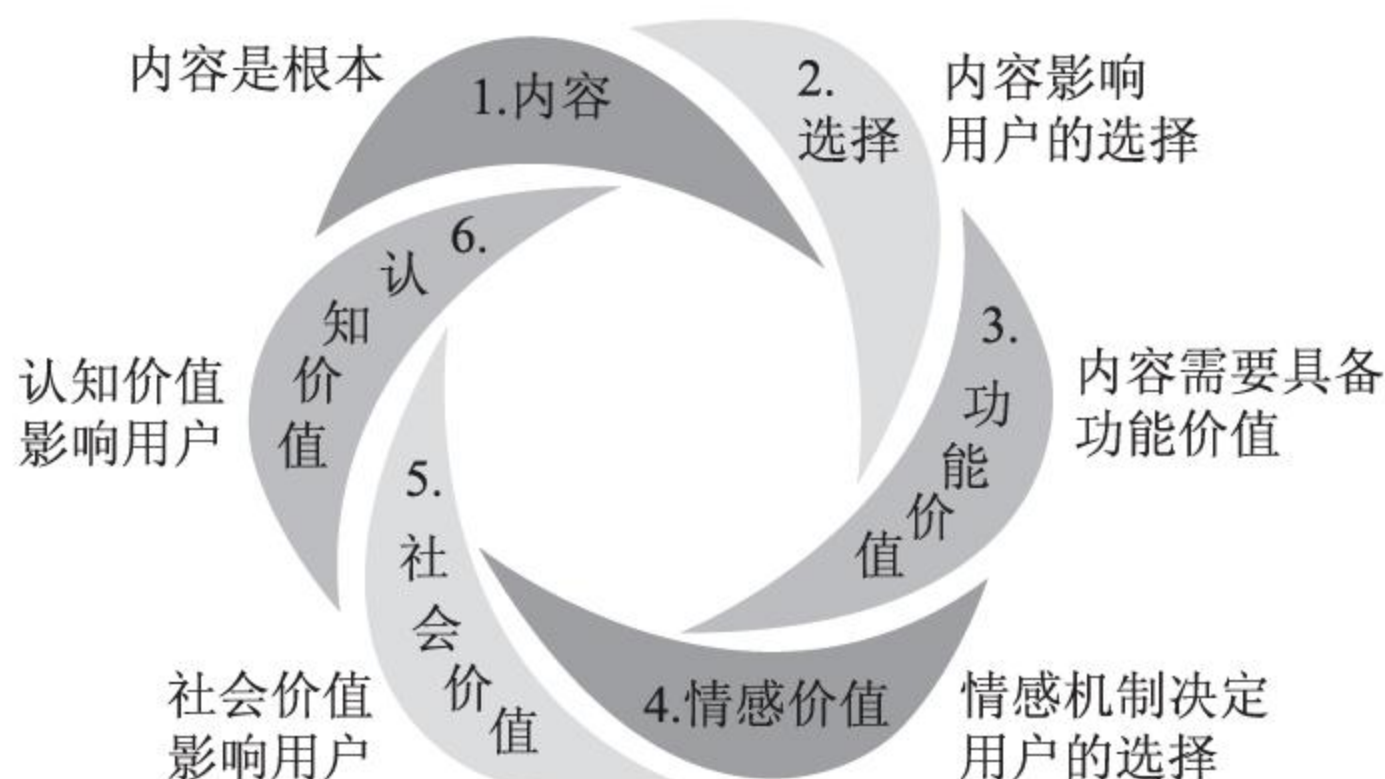 内容是根本
1.内容
2.
选择
内容影响
用户的选择
3.
功能价值
内容需要具备
功能价值
4.情感价值
情感机制决定
用户的选择
5.
社会价值
社会价值
影响用户
6.
认知价值
认知价值
影响用户